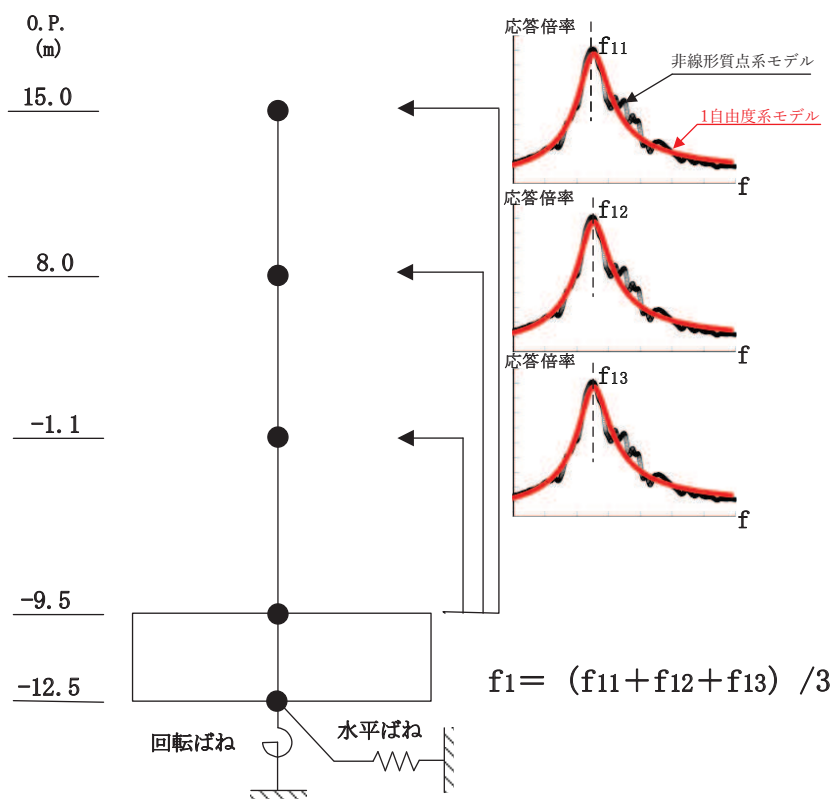 O.P.
(m)
15.0
8.0
-1.1
-9.5
-12.5
回転ばね
水平ばね
応答倍率
f11
非線形質点系モデル
1自由度系モデル
f
応答倍率
f12
f
応答倍率
f13
f
f1= (f11+f12+f13) /3